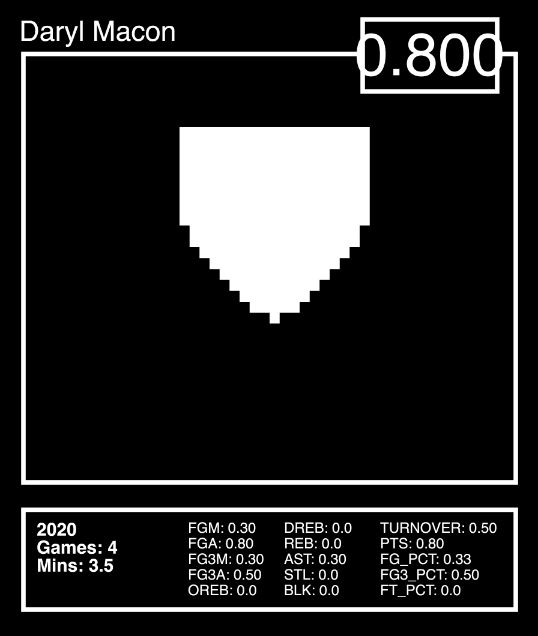 Daryl Macon
0.800
2020
Games: 4
Mins: 3.5
FGM: 0.30
FGA: 0.80
FG3M: 0.30
FG3A: 0.50
OREB: 0.0
DREB: 0.0
REB: 0.0
AST: 0.30
STL: 0.0
BLK: 0.0
TURNOVER: 0.50
PTS: 0.80
FG_PCT: 0.33
FG3_PCT: 0.50
FT_PCT: 0.0